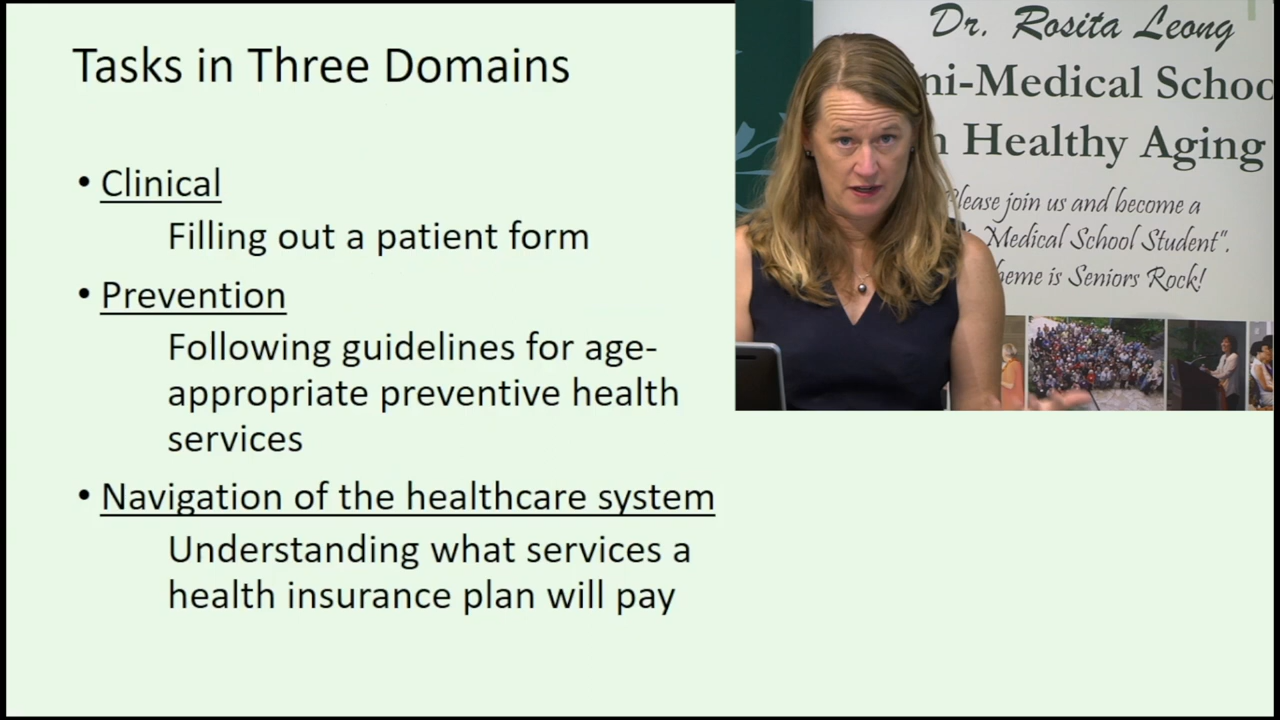 Tasks in Three Domains
• Clinical
Filling out a patient form
• Prevention
Following guidelines for age-
appropriate preventive health
services
• Navigation of the healthcare system
Understanding what services a
health insurance plan will pay
Dr. Rosita Leong
ni-Medical Schoo
n Healthy Aging
Please join us and become a
Medical School Student".
heme is Seniors Rock!